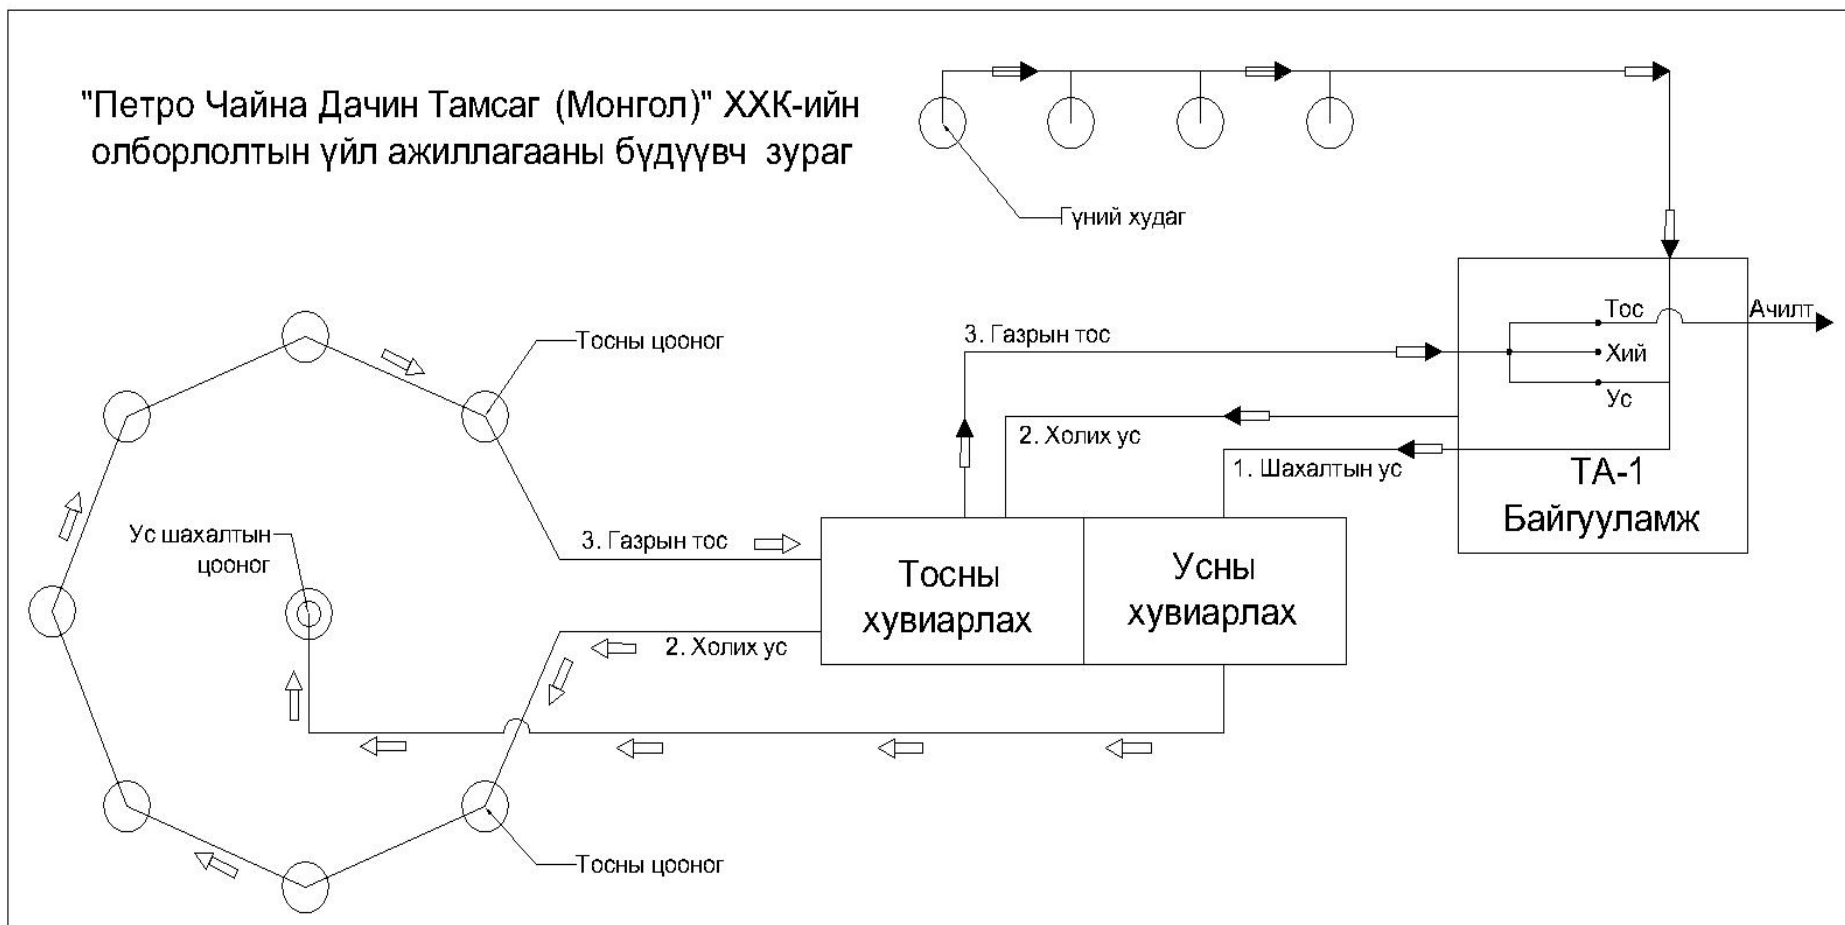 "Петро Чайна Дачин Тамсаг (Монгол)" ХХК-ийн
олборлолтын үйл ажиллагааны бүдүүвч зураг
Гүний худаг
Тос
Ачилт
Тосны цооног
3. Газрын тос
Хий
Ус
2. Холих ус
1. Шахалтын ус
ТА-1
Байгууламж
Ус шахалтын
цооног
3. Газрын тос
Тосны
хувиарлах
Усны
хувиарлах
2. Холих ус
Тосны цооног